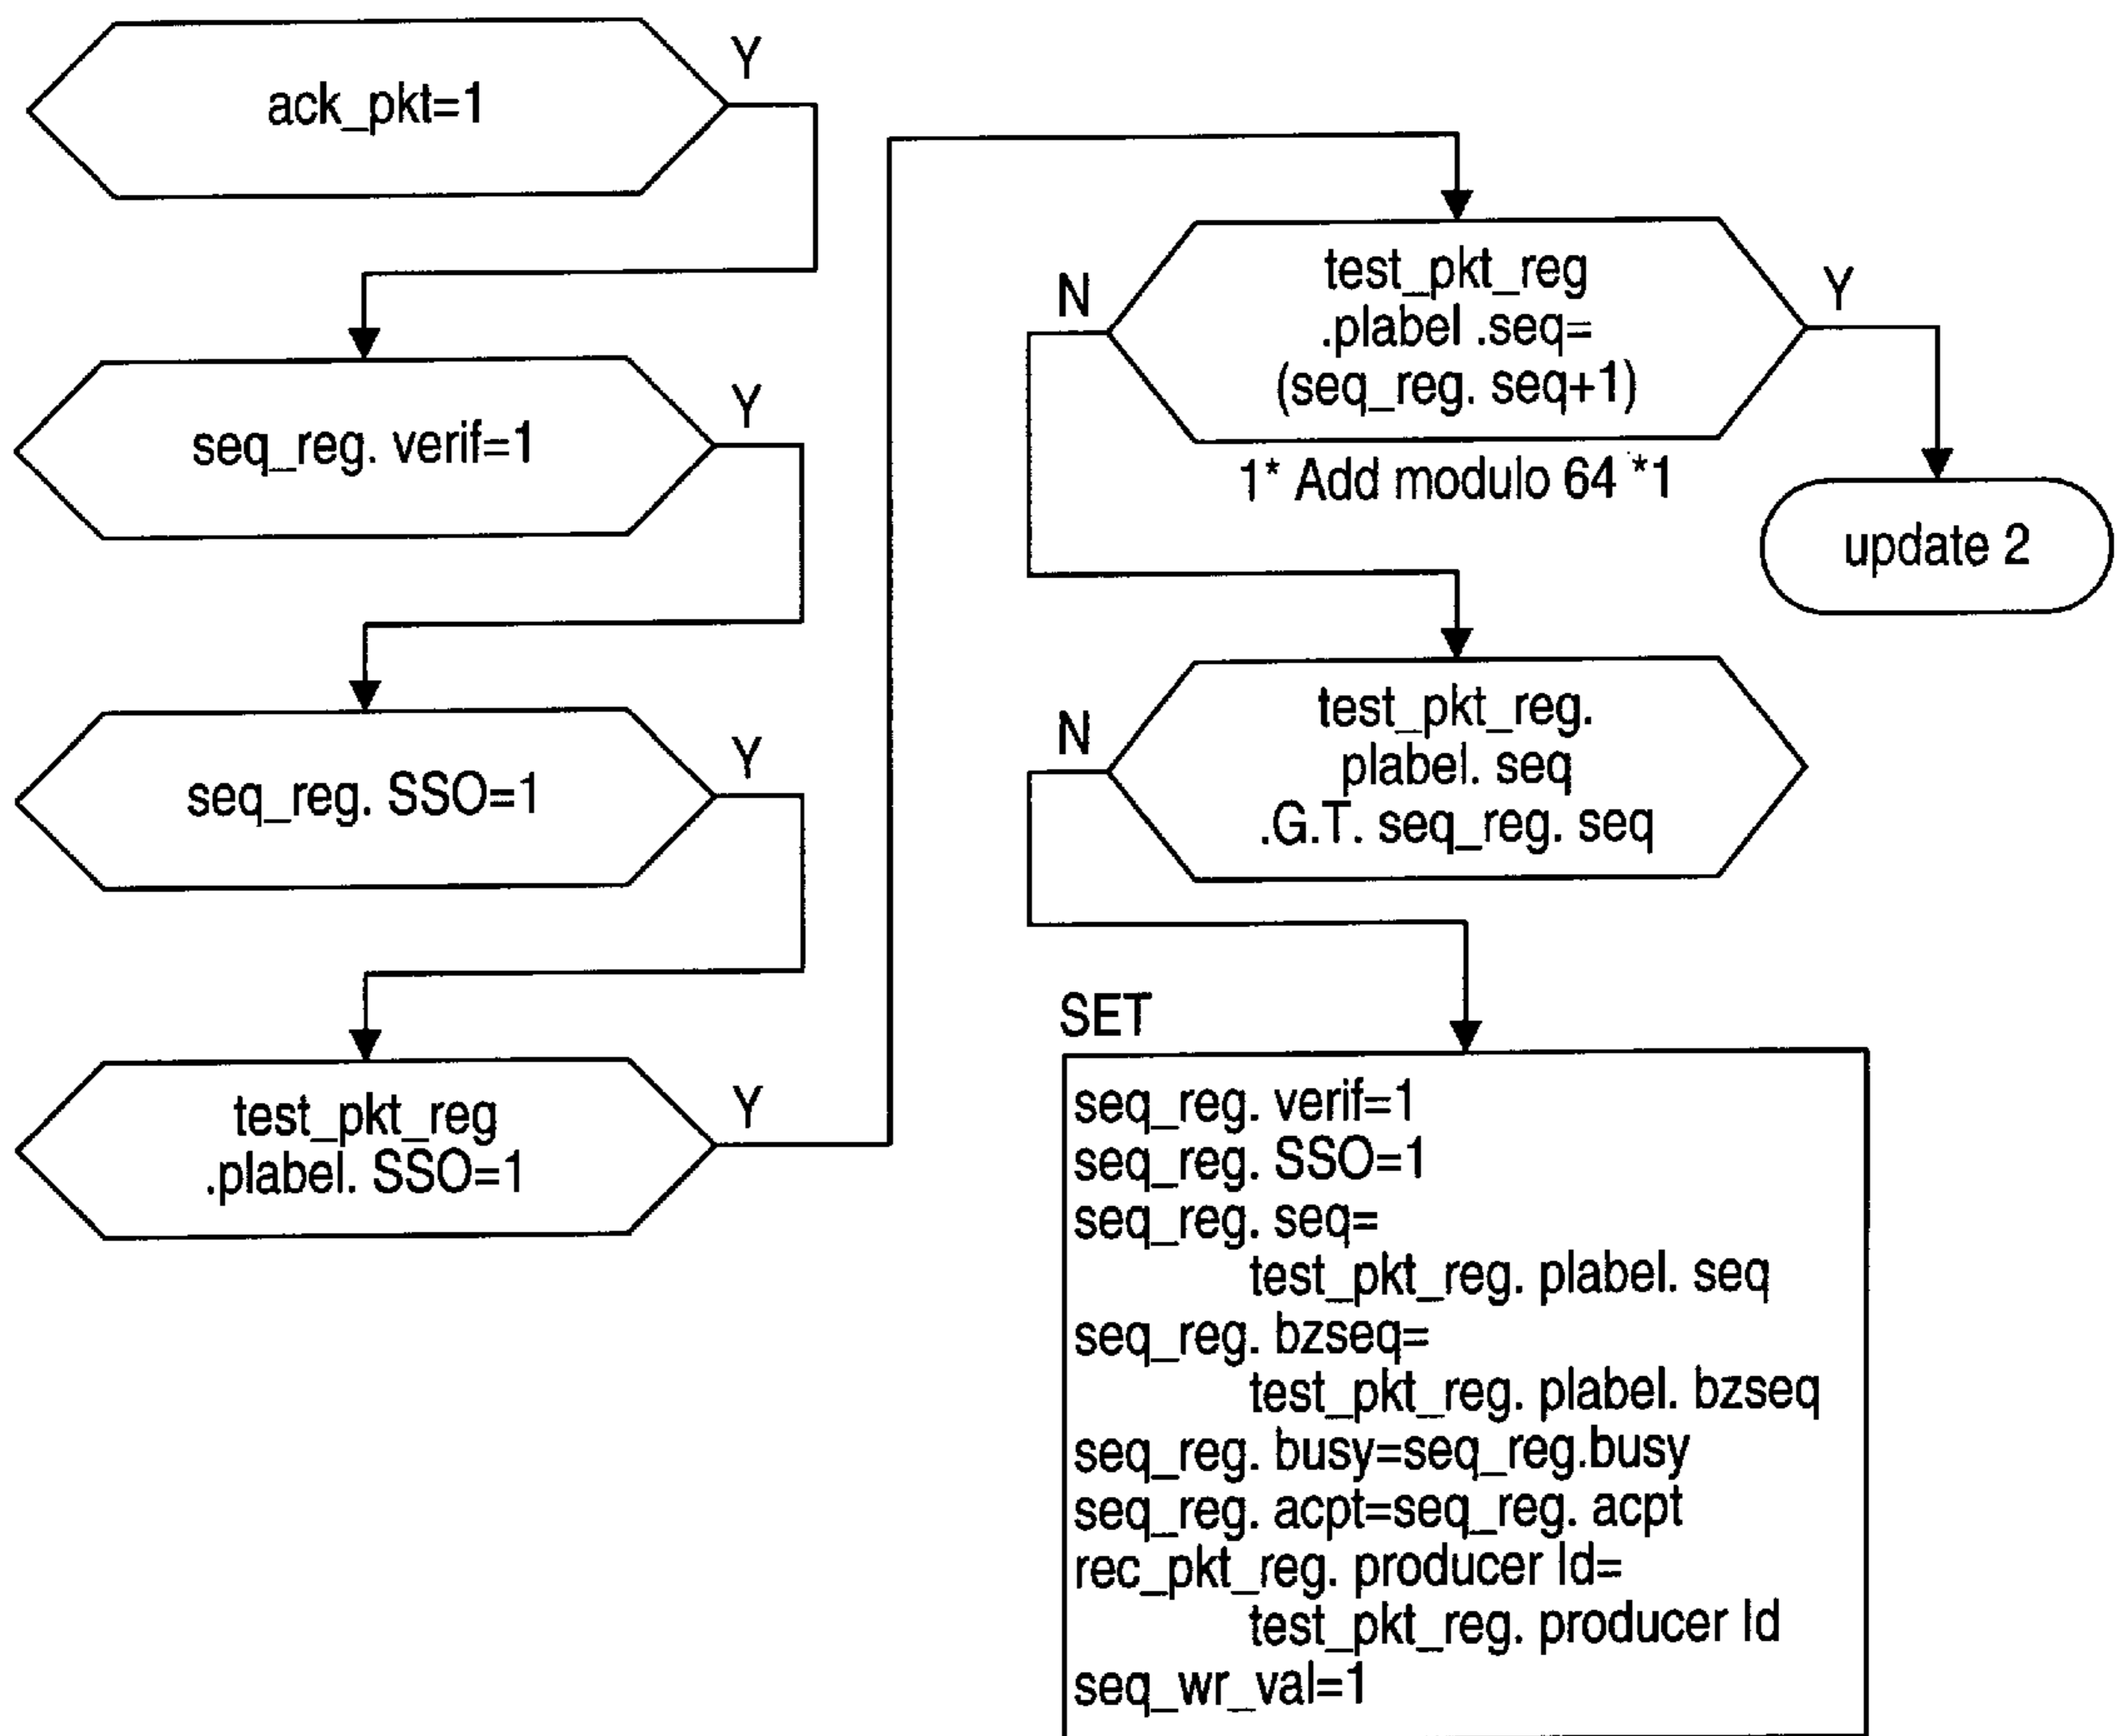 ack_pkt=1
Y
seq_reg. verif=1
Y
seq_reg. SSO=1
Y
test_pkt_reg
.plabel. SSO=1
Y
test_pkt_reg
.plabel .seq=
(seq_reg. seq+1)
N
Y
1* Add modulo 64 *1
update 2
test_pkt_reg.
plabel. seq
.G.T. seq_reg. seq
N
SET
seq_reg. verif=1
seq_reg. SSO=1
seq_reg. seq=
test_pkt_reg. plabel. seq
seq_reg. bzseq=
test_pkt_reg. plabel. bzseq
seq_reg. busy=seq_reg.busy
seq_reg. acpt=seq_reg. acpt
rec_pkt_reg. producer Id=
test_pkt_reg. producer Id
seq_wr_val=1